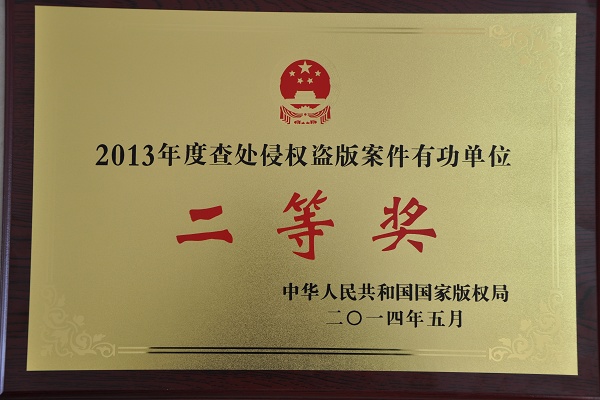 2013年度查处侵权盗版案件有功单位
二等奖
中华人民共和国国家版权局
二〇一四年五月